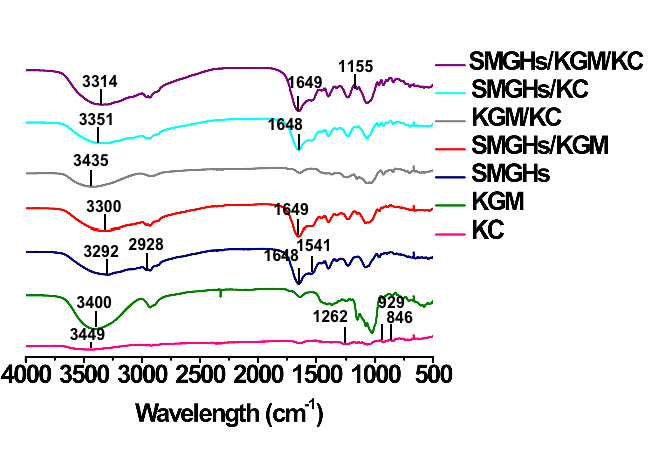 SMGHs/KGM/KC
SMGHs/KC
KGM/KC
SMGHs/KGM
SMGHs
KGM
KC
3314
1649
1155
3351
1648
3435
3300
1649
3292
2928
1648
1541
3400
3449
1262
929
846
4000 3500 3000 2500 2000 1500 1000 500
Wavelength (cm-1)